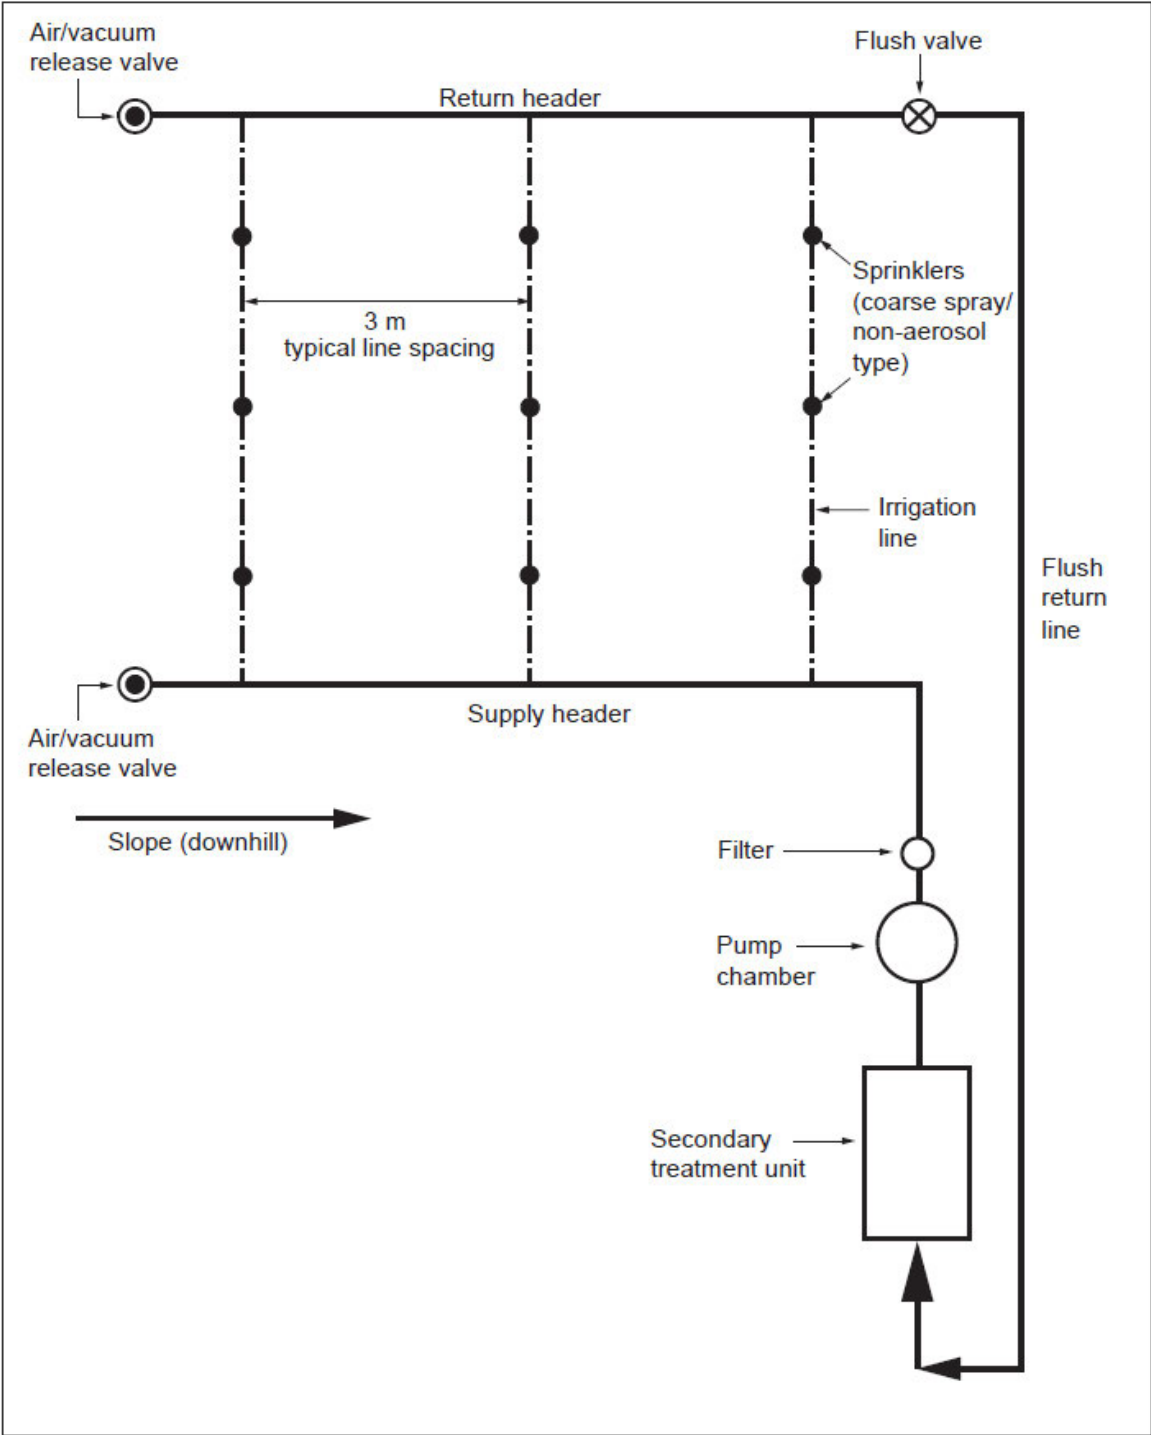 Air/vacuum
release valve
Flush valve
Return header
Sprinklers
(coarse spray/
non-aerosol
type)
3 m
typical line spacing
Irrigation
line
Flush
return
line
Supply header
Air/vacuum
release valve
Slope (downhill)
Filter
Pump
chamber
Secondary
treatment unit